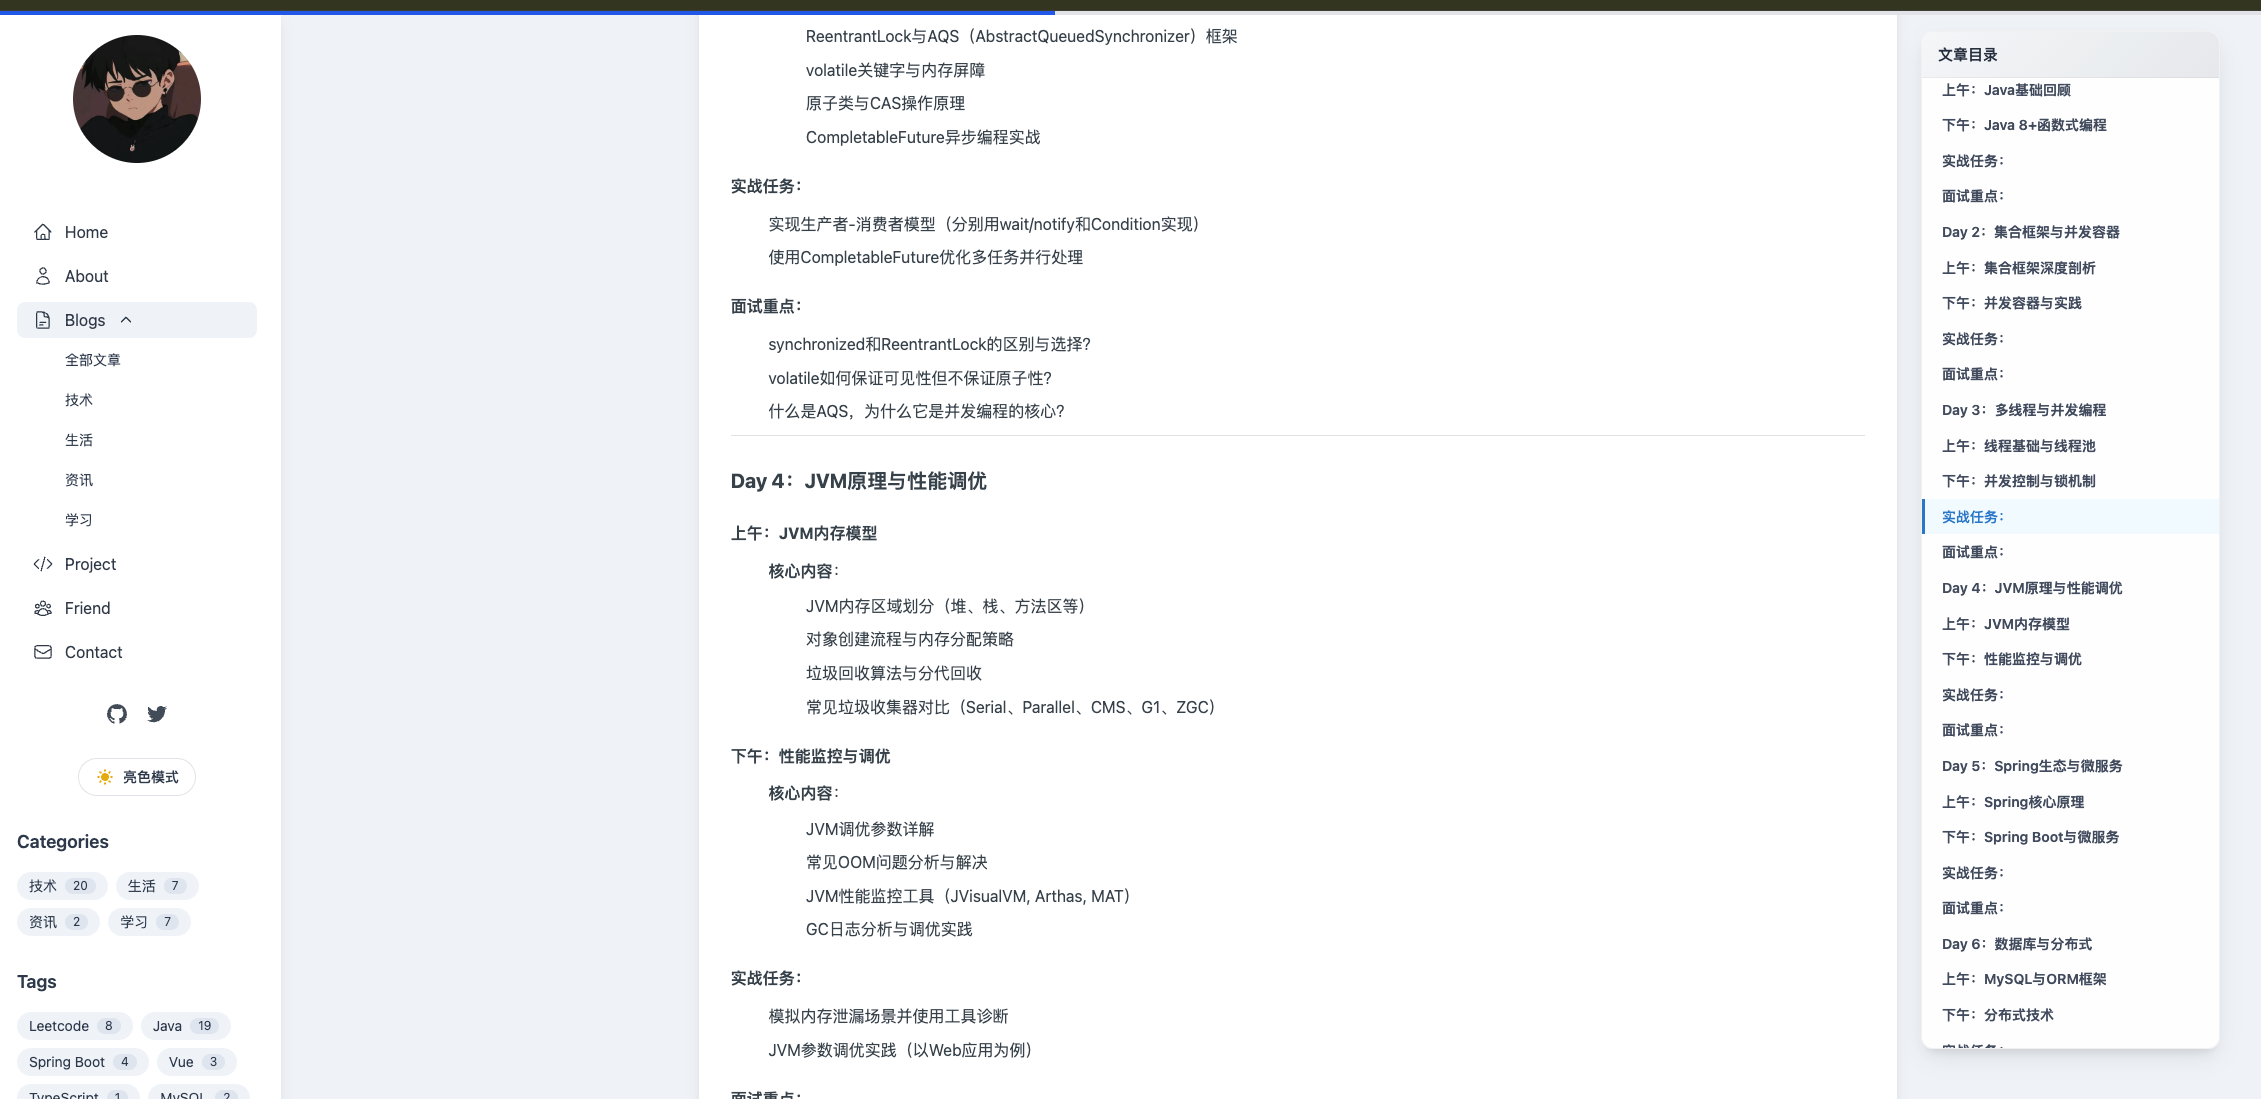 Home
About
Blogs
全部文章
技术
生活
资讯
学习
Project
Friend
Contact
亮色模式
Categories
技术 20 生活 7
资讯 2 学习 7
Tags
Leetcode 8 Java 19
Spring Boot 4 Vue 3
TypeScript 1 MySQL 2
ReentrantLock与AQS（AbstractQueuedSynchronizer）框架
volatile关键字与内存屏障
原子类与CAS操作原理
CompletableFuture异步编程实战
实战任务：
实现生产者-消费者模型（分别用wait/notify和Condition实现）
使用CompletableFuture优化多任务并行处理
面试重点：
synchronized和ReentrantLock的区别与选择？
volatile如何保证可见性但不保证原子性？
什么是AQS，为什么它是并发编程的核心？
Day 4：JVM原理与性能调优
上午：JVM内存模型
核心内容：
JVM内存区域划分（堆、栈、方法区等）
对象创建流程与内存分配策略
垃圾回收算法与分代回收
常见垃圾收集器对比（Serial、Parallel、CMS、G1、ZGC）
下午：性能监控与调优
核心内容：
JVM调优参数详解
常见OOM问题分析与解决
JVM性能监控工具（JVisualVM, Arthas, MAT）
GC日志分析与调优实践
实战任务：
模拟内存泄漏场景并使用工具诊断
JVM参数调优实践（以Web应用为例）
面试重点：
文章目录
上午：Java基础回顾
下午：Java 8+函数式编程
实战任务：
面试重点：
Day 2：集合框架与并发容器
上午：集合框架深度剖析
下午：并发容器与实践
实战任务：
面试重点：
Day 3：多线程与并发编程
上午：线程基础与线程池
下午：并发控制与锁机制
实战任务：
面试重点：
Day 4：JVM原理与性能调优
上午：JVM内存模型
下午：性能监控与调优
实战任务：
面试重点：
Day 5：Spring生态与微服务
上午：Spring核心原理
下午：Spring Boot与微服务
实战任务：
面试重点：
Day 6：数据库与分布式
上午：MySQL与ORM框架
下午：分布式技术
实战任务：